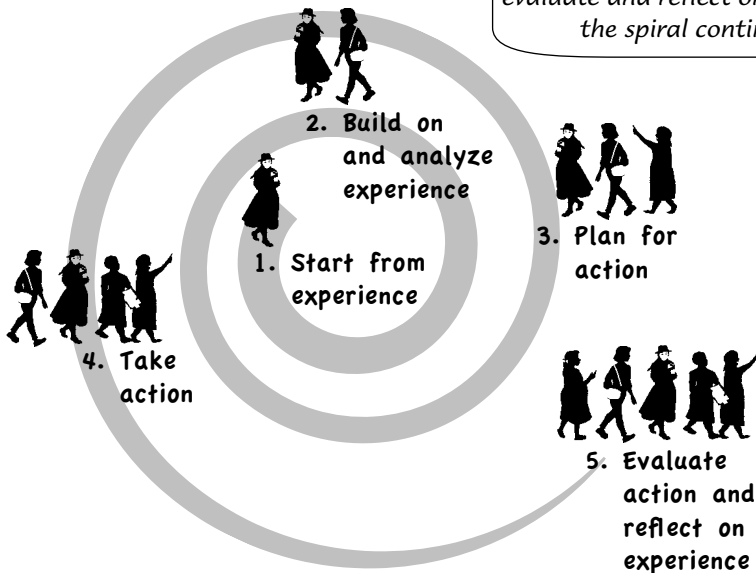 evaluate and reflect on
the spiral contin
2. Build on
and analyze
experience
3. Plan for
action
1. Start from
experience
4. Take
action
5. Evaluate
action and
reflect on
experience